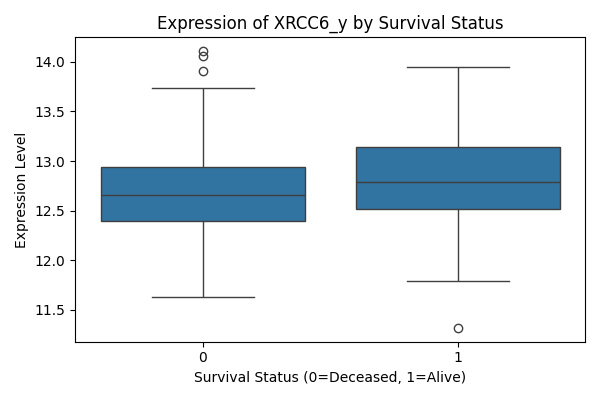 Expression of XRCC6_y by Survival Status
Expression Level
14.0
13.5
13.0
12.5
12.0
11.5
0
1
Survival Status (0=Deceased, 1=Alive)